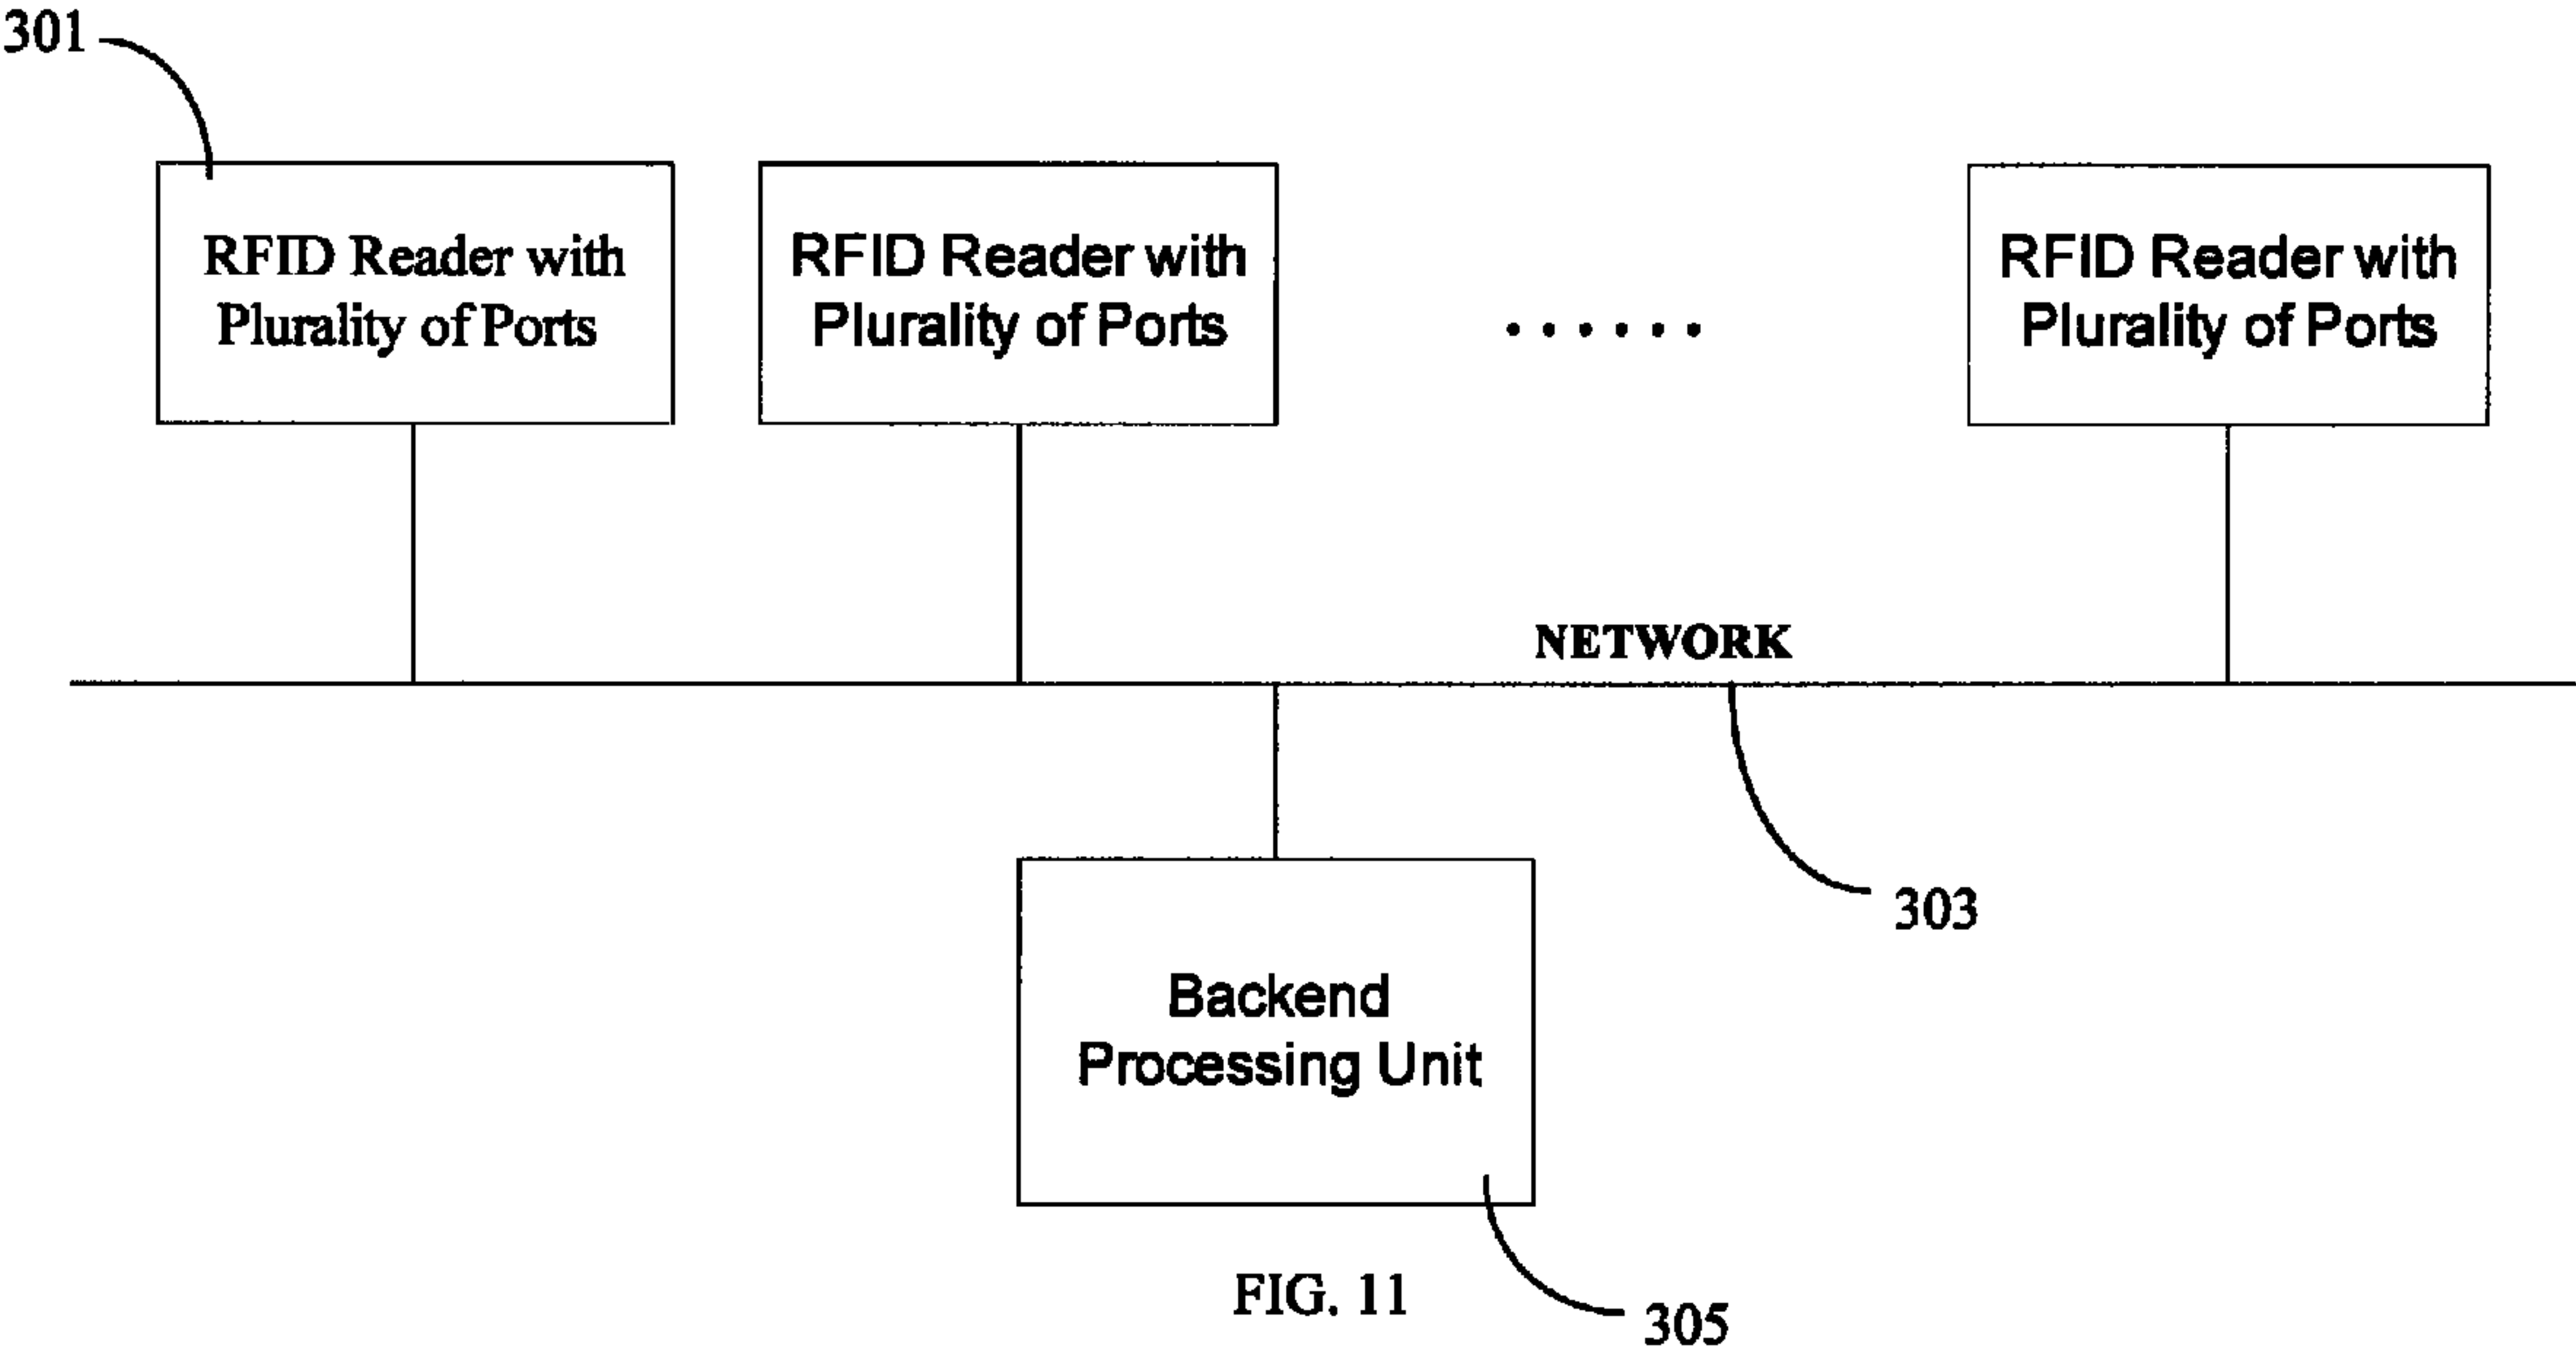 301
RFID Reader with
Plurality of Ports
RFID Reader with
Plurality of Ports
......
RFID Reader with
Plurality of Ports
NETWORK
303
Backend
Processing Unit
FIG. 11
305